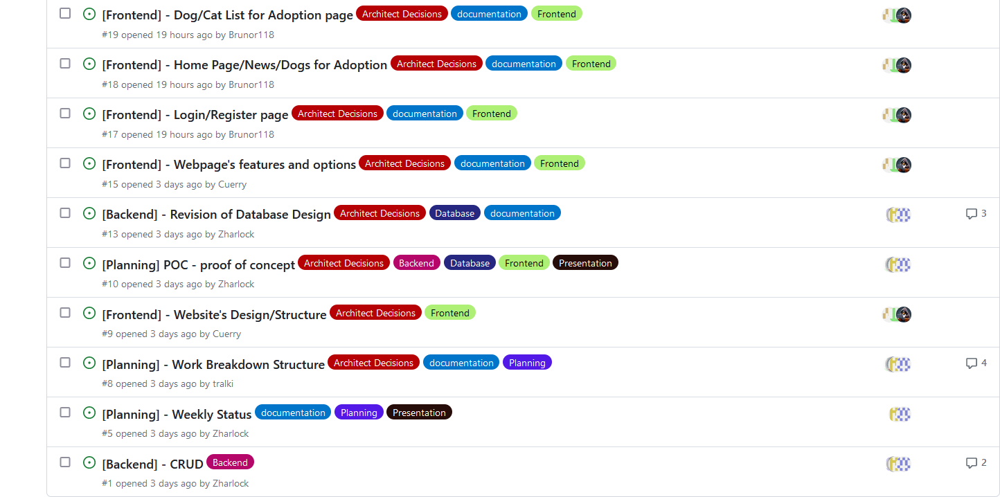 [Frontend] - Dog/Cat List for Adoption page Architect Decisions documentation Frontend
#19 opened 19 hours ago by Brunor118
[Frontend] - Home Page/News/Dogs for Adoption Architect Decisions documentation Frontend
#18 opened 19 hours ago by Brunor118
[Frontend] - Login/Register page Architect Decisions documentation Frontend
#17 opened 19 hours ago by Brunor118
[Frontend] - Webpage's features and options Architect Decisions documentation Frontend
#15 opened 3 days ago by Cuerry
[Backend] - Revision of Database Design Architect Decisions Database documentation 3
#13 opened 3 days ago by Zharlock
[Planning] POC - proof of concept Architect Decisions Backend Database Frontend Presentation
#10 opened 3 days ago by Zharlock
[Frontend] - Website's Design/Structure Architect Decisions Frontend
#9 opened 3 days ago by Cuerry
[Planning] - Work Breakdown Structure Architect Decisions documentation Planning 4
#8 opened 3 days ago by tralki
[Planning] - Weekly Status documentation Planning Presentation
#5 opened 3 days ago by Zharlock
[Backend] - CRUD Backend 2
#1 opened 3 days ago by Zharlock